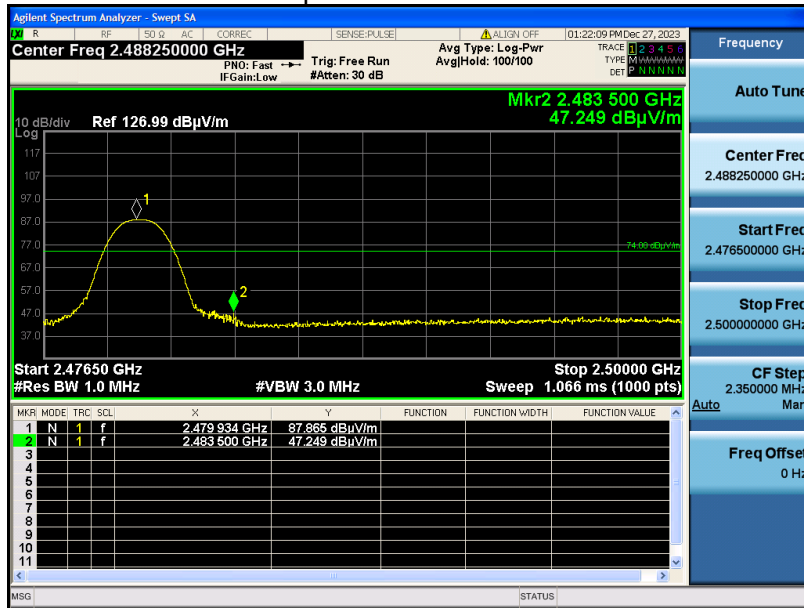 Agilent Spectrum Analyzer - Swept SA
LXI R RF 50 Ω AC CORREC SENSE:PULSE ALIGN OFF 01:22:09 PM Dec 27, 2023
Center Freq 2.488250000 GHz
PNO: Fast
IFGain:Low
Trig: Free Run
#Atten: 30 dB
Avg Type: Log-Pwr
Avg|Hold: 100/100
TRACE 1 2 3 4 5 6
TYPE M
DET P N N N N N
Mkr2 2.483 500 GHz
47.249 dBµV/m
10 dB/div Ref 126.99 dBµV/m
Log
117
107
97.0
87.0
77.0
67.0
57.0
47.0
37.0
1
2
74.00 dBµV/m
Start 2.47650 GHz Stop 2.50000 GHz
#Res BW 1.0 MHz #VBW 3.0 MHz Sweep 1.066 ms (1000 pts)
MKR MODE TRC SCL X Y FUNCTION FUNCTION WIDTH FUNCTION VALUE
1 N 1 f 2.479 934 GHz 87.865 dBµV/m
2 N 1 f 2.483 500 GHz 47.249 dBµV/m
3
4
5
6
7
8
9
10
11
MSG STATUS
Frequency
Auto Tune
Center Freq
2.488250000 GHz
Start Freq
2.476500000 GHz
Stop Freq
2.500000000 GHz
CF Step
2.350000 MHz
Auto Man
Freq Offset
0 Hz